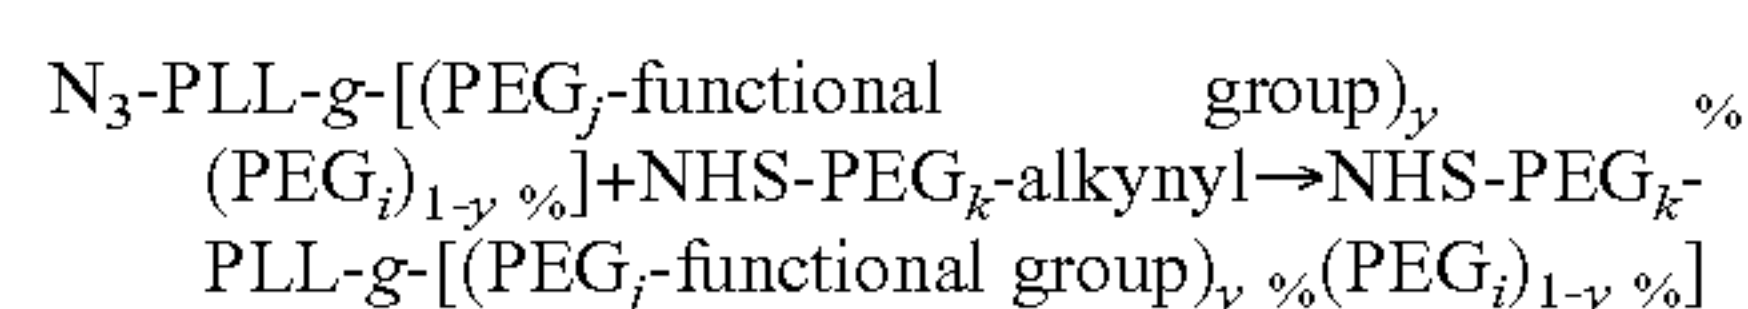 N₃-PLL-g-[(PEGⱼ-functional group)y %
(PEGᵢ)1-y %]+NHS-PEGₖ-alkynyl→NHS-PEGₖ-
PLL-g-[(PEGⱼ-functional group)y %(PEGᵢ)1-y %]